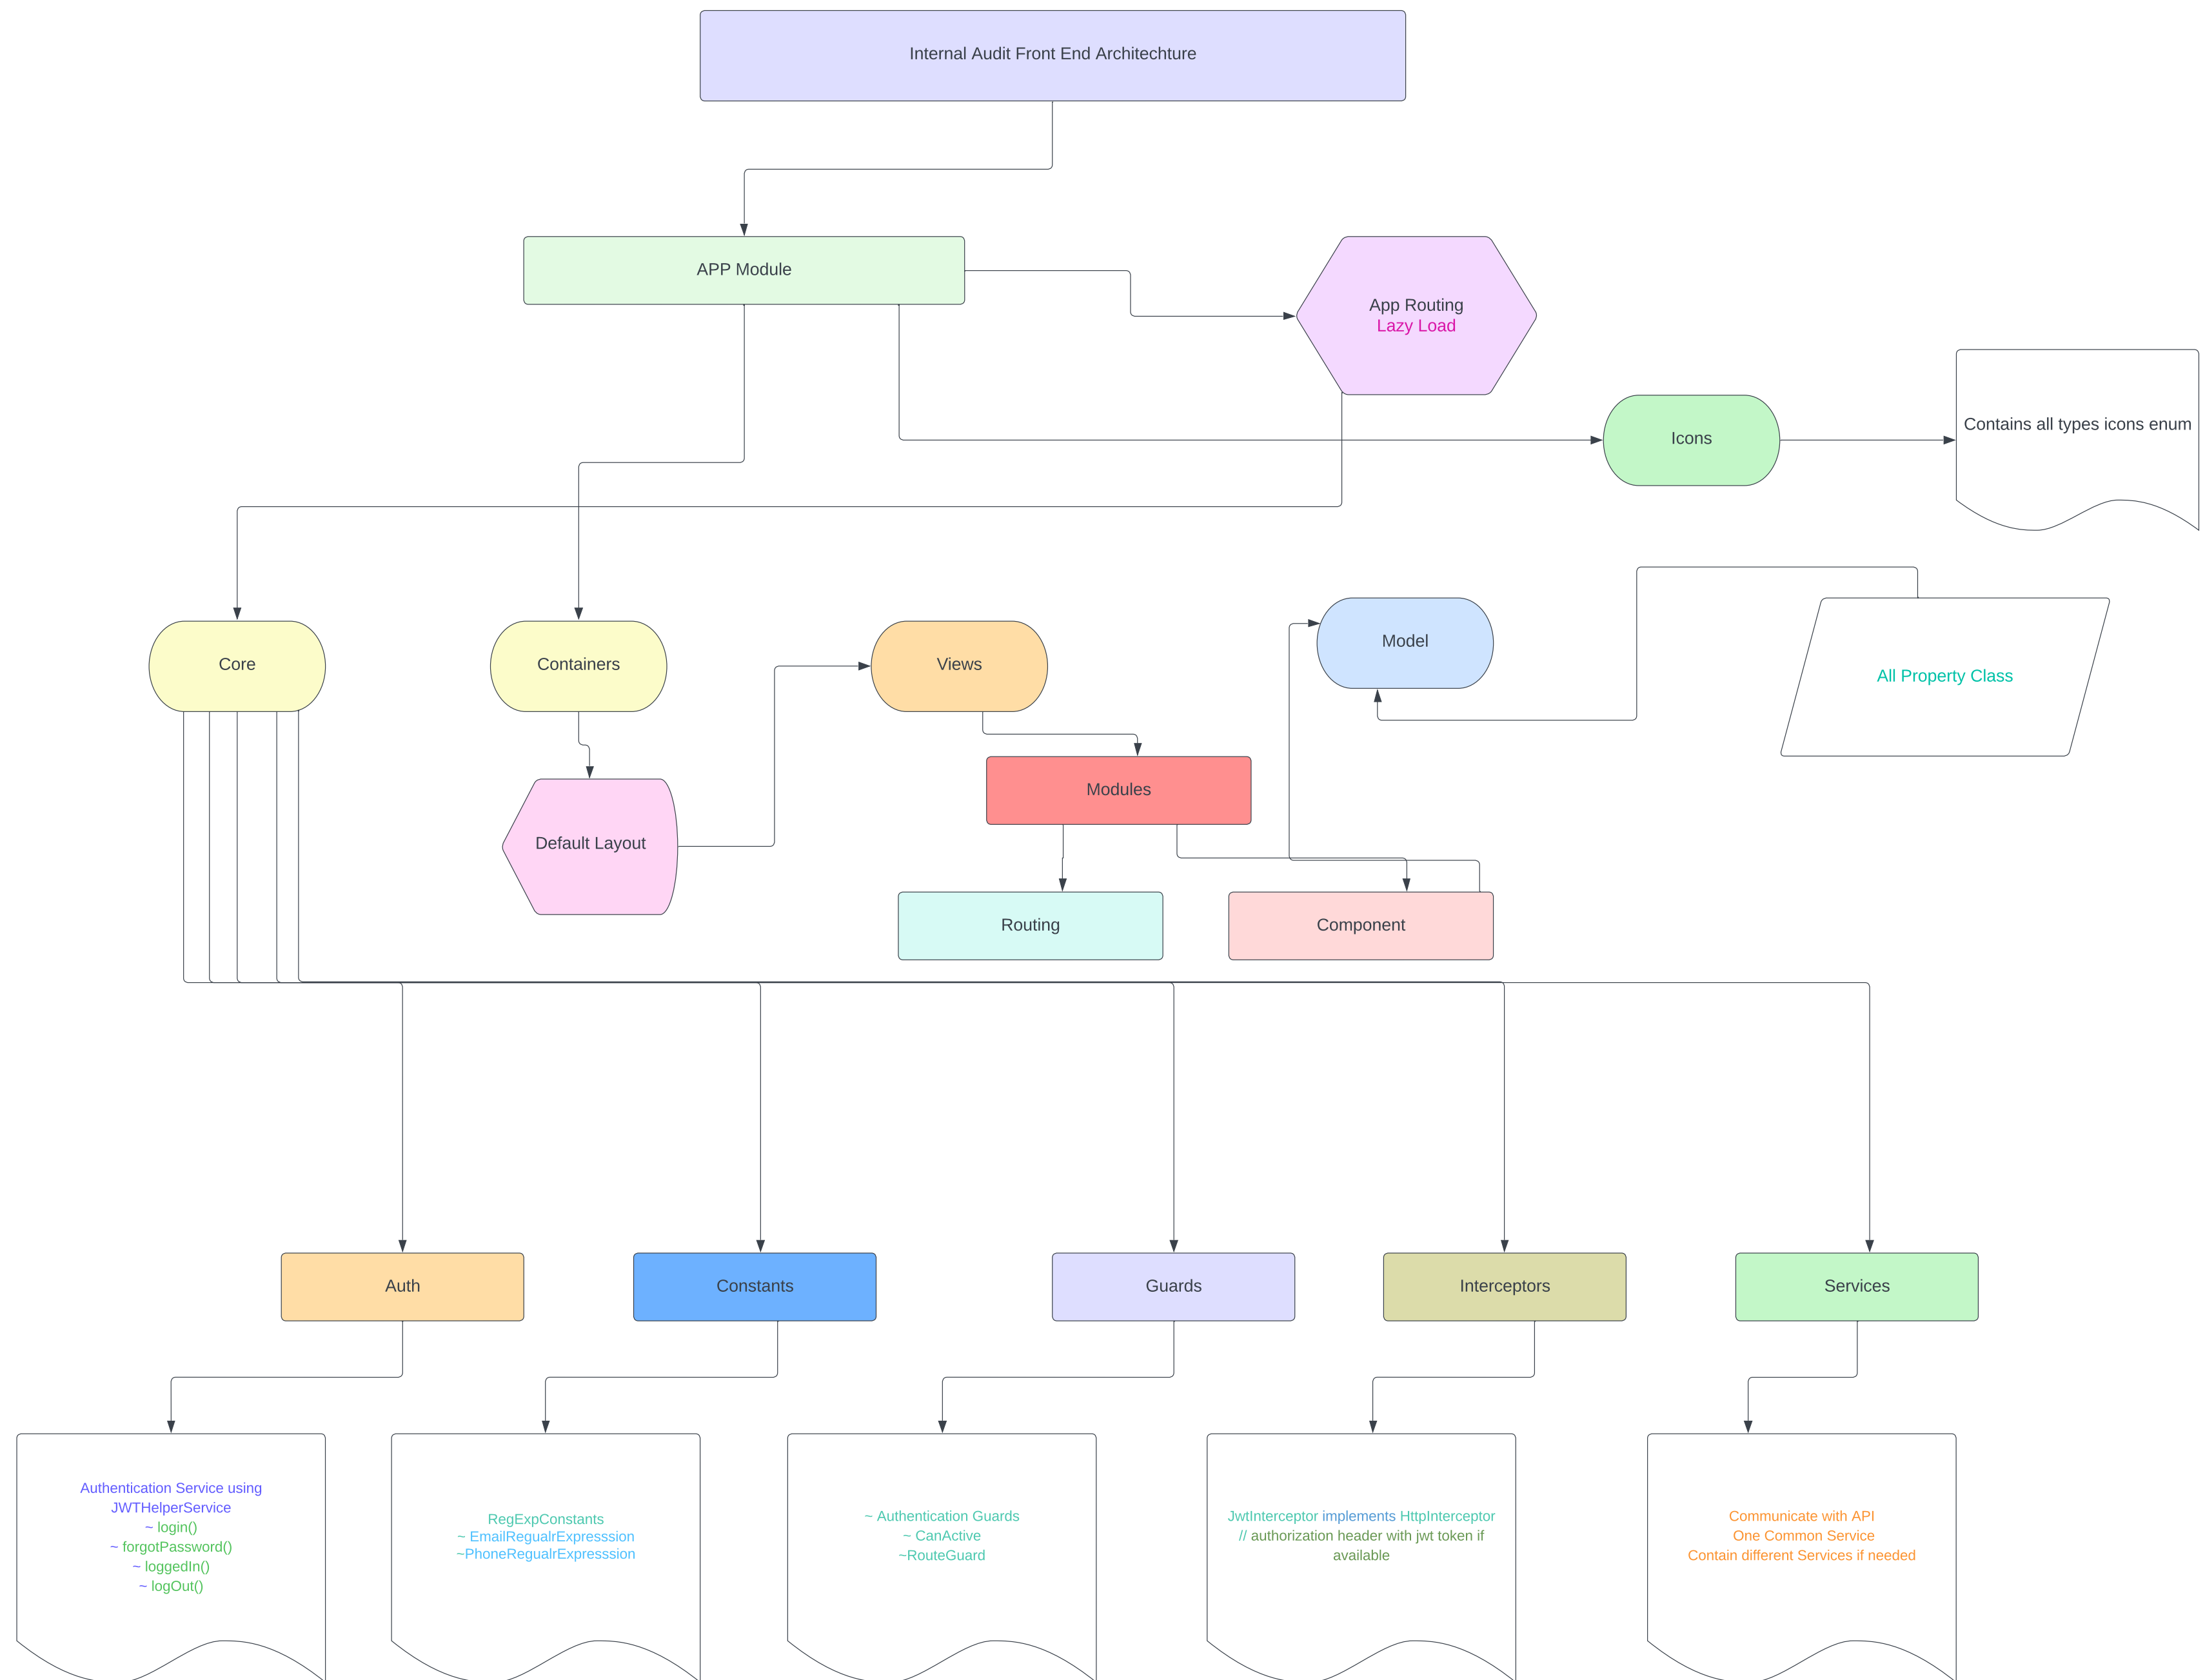 Internal Audit Front End Architechture
APP Module
App Routing
Lazy Load
Icons
Contains all types icons enum
Core
Containers
Views
Model
All Property Class
Modules
Default Layout
Routing
Component
Auth
Constants
Guards
Interceptors
Services
Authentication Service using
JWTHelperService
~ login()
~ forgotPassword()
~ loggedIn()
~ logOut()
RegExpConstants
~ EmailRegualrExpresssion
~PhoneRegualrExpresssion
~ Authentication Guards
~ CanActive
~RouteGuard
JwtInterceptor implements HttpInterceptor
// authorization header with jwt token if
available
Communicate with API
One Common Service
Contain different Services if needed